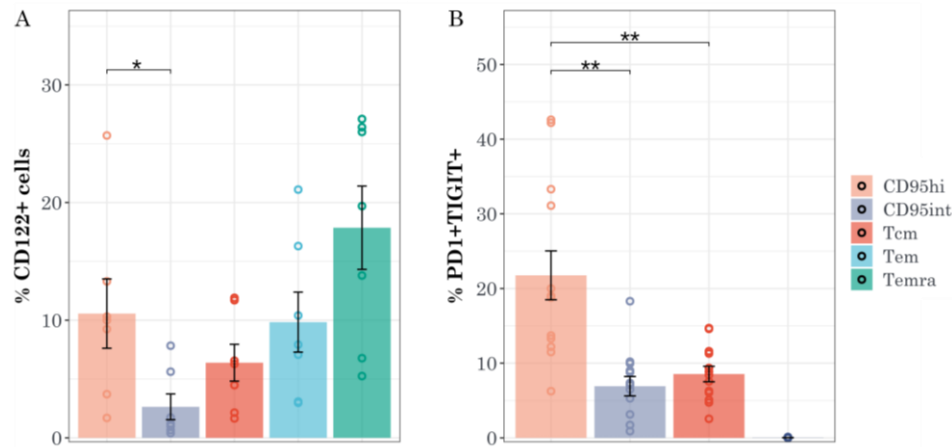 A
% CD122+ cells
30
20
10
0
*
B
% PD1+TIGIT+
50
40
30
20
10
0
**
**
CD95hi
CD95int
Tcm
Tem
Temra